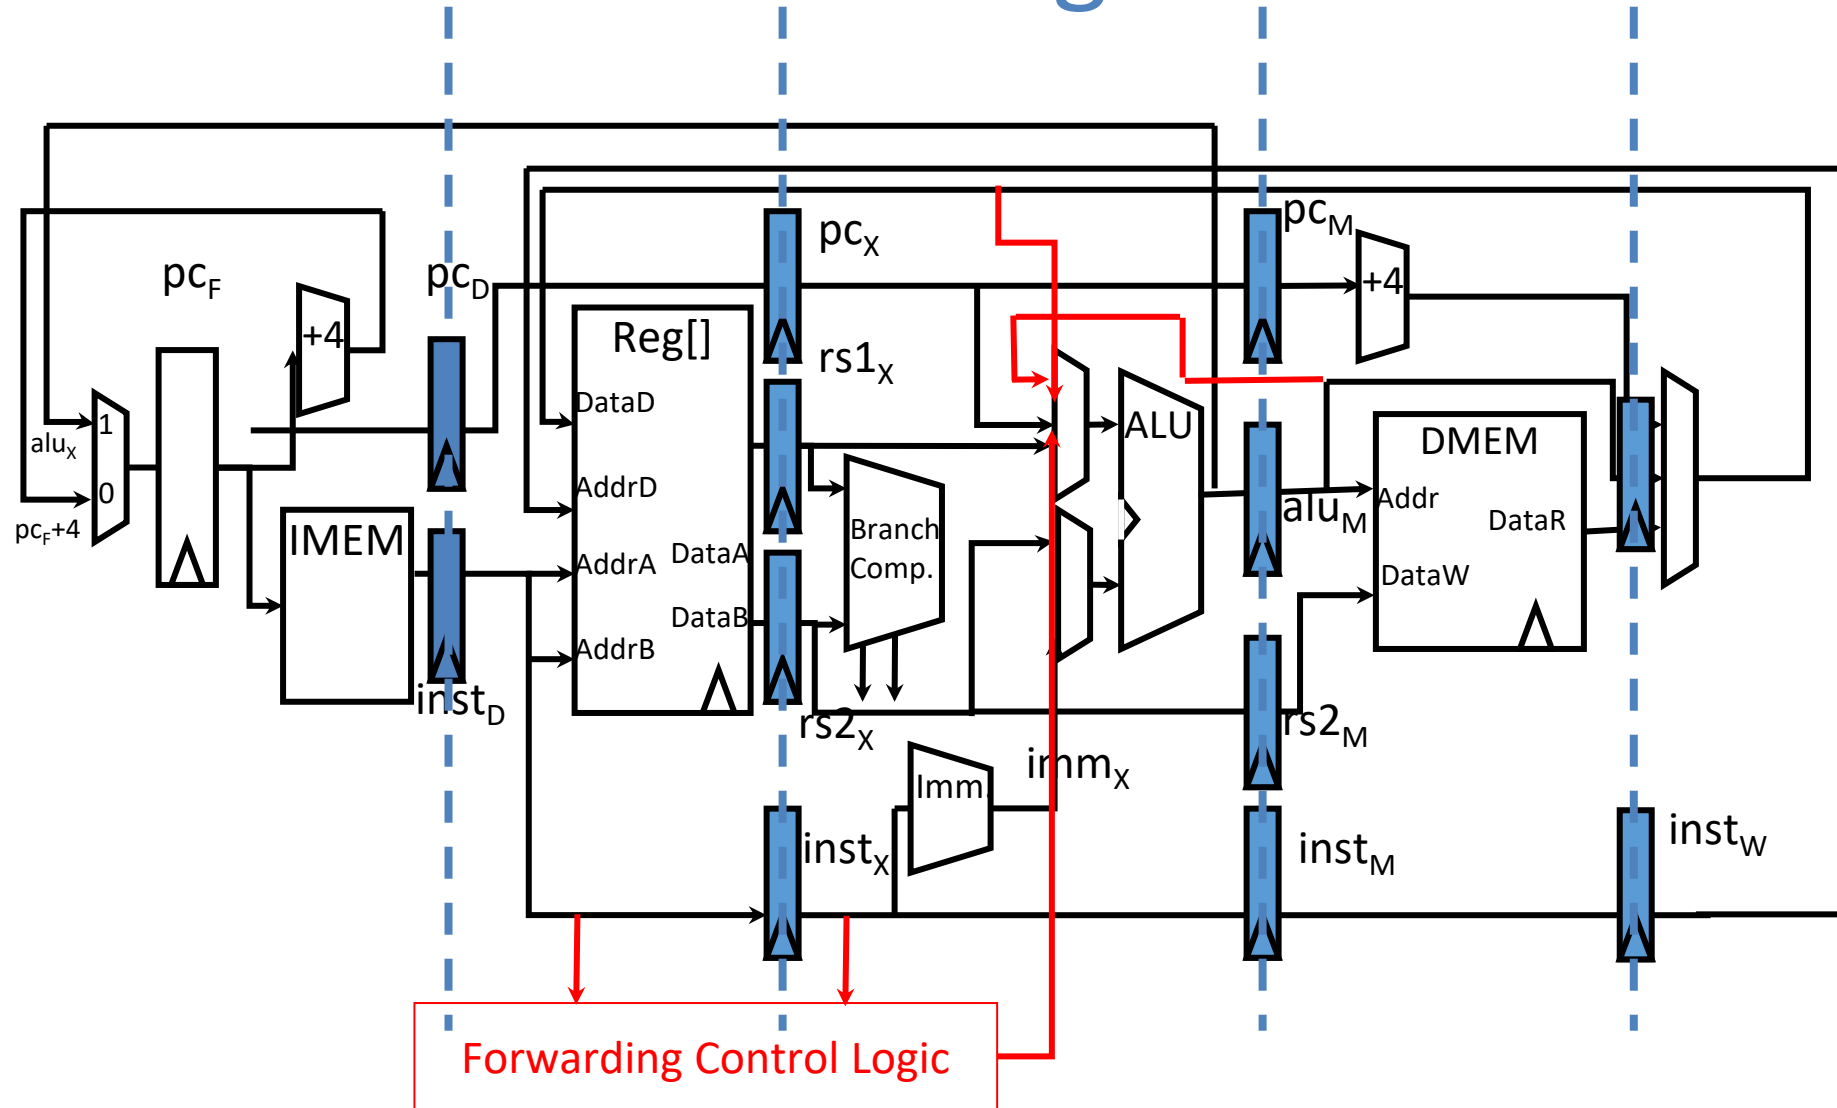 g
pc_F
pc_D
pc_X
pc_M
+4
+4
Reg[]
rs1_X
DataD
1
alu_X
ALU
DMEM
AddrD
0
pc_F+4
IMEM
Branch
Comp.
alu_M
Addr
DataR
AddrA
DataA
DataW
DataB
AddrB
inst_D
rs2_X
rs2_M
imm_X
Imm.
inst_X
inst_M
inst_W
Forwarding Control Logic